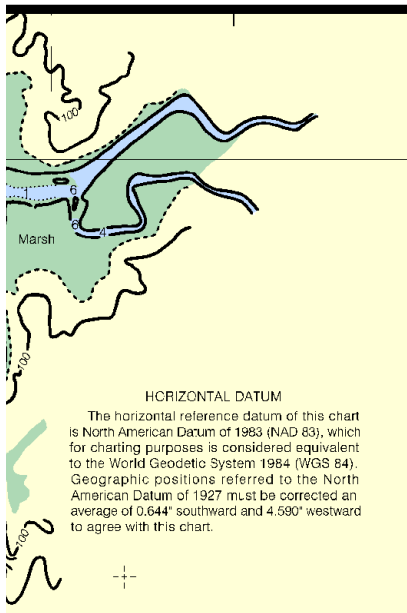 100
1
6
6
4
Marsh
100
HORIZONTAL DATUM
The horizontal reference datum of this chart
is North American Datum of 1983 (NAD 83), which
for charting purposes is considered equivalent
to the World Geodetic System 1984 (WGS 84).
Geographic positions referred to the North
American Datum of 1927 must be corrected an
average of 0.644" southward and 4.590" westward
to agree with this chart.
100